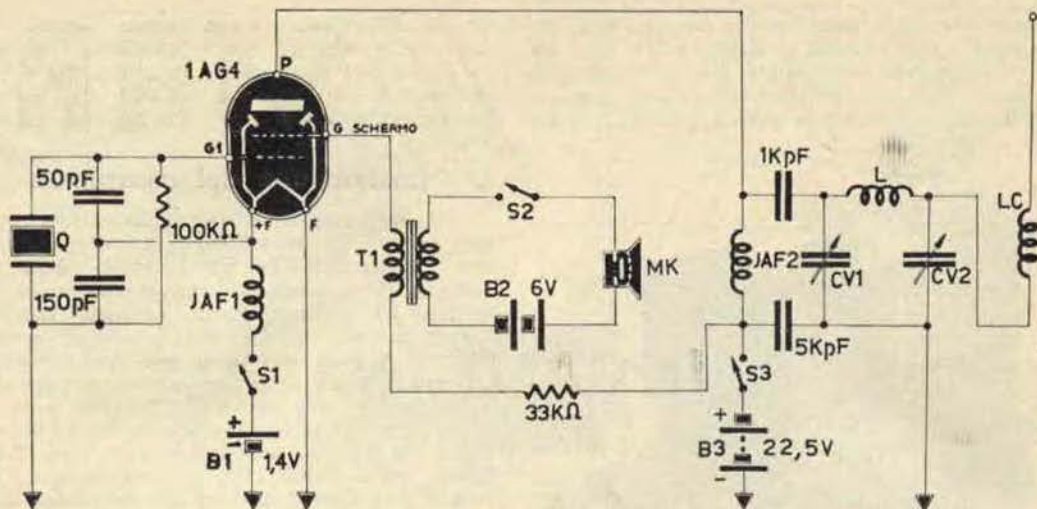 P
1AG4
G SCHERMO
G1
50pF
+F
F
1KpF
L
LC
S2
Q
100KΩ
T1
MK
JAF2
CV1
CV2
150pF
JAF1
B2
6V
5KpF
S1
S3
33KΩ
+
-
B1
1,4V
+
B3
22,5V
-